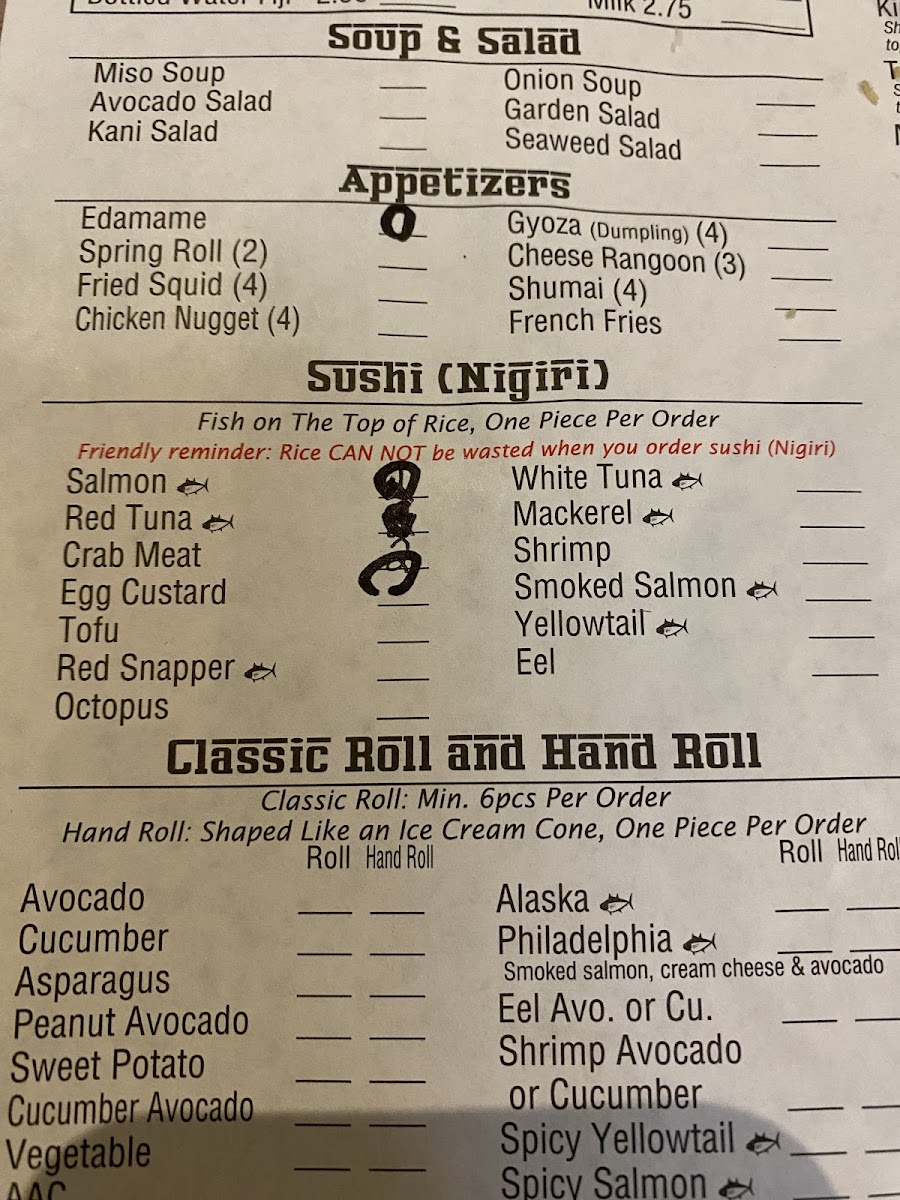 Milk 2.75
Soup & Salad
Miso Soup
Avocado Salad
Kani Salad
Onion Soup
Garden Salad
Seaweed Salad
Appetizers
Edamame
Spring Roll (2)
Fried Squid (4)
Chicken Nugget (4)
Gyoza (Dumpling) (4)
Cheese Rangoon (3)
Shumai (4)
French Fries
Sushi (Nigiri)
Fish on The Top of Rice, One Piece Per Order
Friendly reminder: Rice CAN NOT be wasted when you order sushi (Nigiri)
Salmon
Red Tuna
Crab Meat
Egg Custard
Tofu
Red Snapper
Octopus
White Tuna
Mackerel
Shrimp
Smoked Salmon
Yellowtail
Eel
Classic Roll and Hand Roll
Classic Roll: Min. 6pcs Per Order
Hand Roll: Shaped Like an Ice Cream Cone, One Piece Per Order
Roll Hand Roll
Avocado
Cucumber
Asparagus
Peanut Avocado
Sweet Potato
Cucumber Avocado
Vegetable
AAC
Roll Hand Rol
Alaska
Philadelphia
Smoked salmon, cream cheese & avocado
Eel Avo. or Cu.
Shrimp Avocado
or Cucumber
Spicy Yellowtail
Spicy Salmon